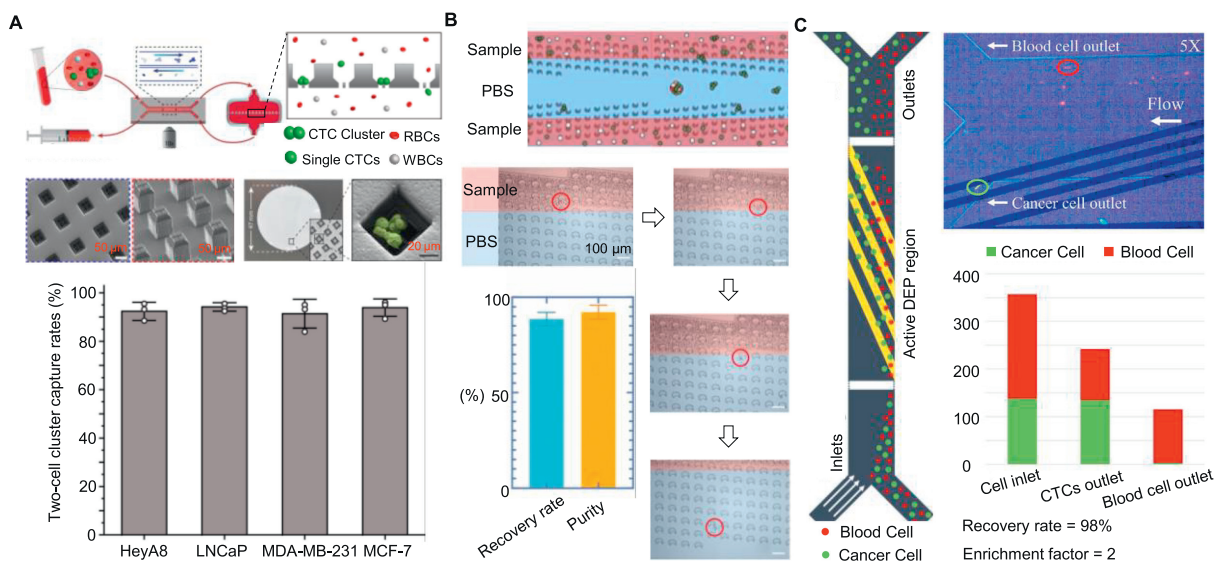 A
CTC Cluster
RBCs
Single CTCs
WBCs
50 μm
20 μm
Two-cell cluster capture rates (%)
100
80
60
40
20
0
HeyA8
LNCaP
MDA-MB-231
MCF-7
B
Sample
PBS
Sample
Sample
PBS
100 μm
100
(%)
50
0
Recovery rate
Purity
C
Outlets
Active DEP region
Inlets
Blood Cell
Cancer Cell
Blood cell outlet
5X
Flow
Cancer cell outlet
Cancer Cell
Blood Cell
400
300
200
100
0
Cell inlet
CTCs outlet
Blood cell outlet
Recovery rate = 98%
Enrichment factor = 2